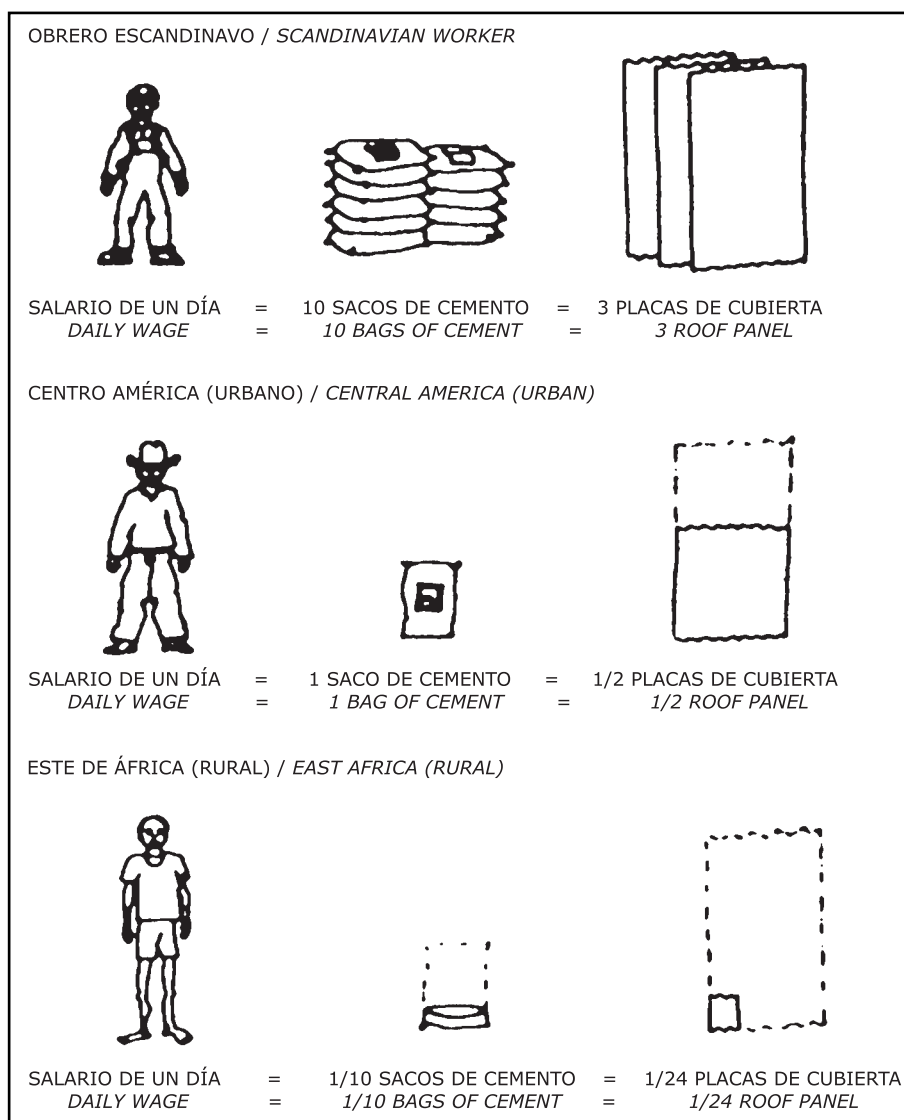 OBRERO ESCANDINAVO / SCANDINAVIAN WORKER
SALARIO DE UN DÍA = 10 SACOS DE CEMENTO = 3 PLACAS DE CUBIERTA
DAILY WAGE = 10 BAGS OF CEMENT = 3 ROOF PANEL
CENTRO AMÉRICA (URBANO) / CENTRAL AMERICA (URBAN)
SALARIO DE UN DÍA = 1 SACO DE CEMENTO = 1/2 PLACAS DE CUBIERTA
DAILY WAGE = 1 BAG OF CEMENT = 1/2 ROOF PANEL
ESTE DE ÁFRICA (RURAL) / EAST AFRICA (RURAL)
SALARIO DE UN DÍA = 1/10 SACOS DE CEMENTO = 1/24 PLACAS DE CUBIERTA
DAILY WAGE = 1/10 BAGS OF CEMENT = 1/24 ROOF PANEL